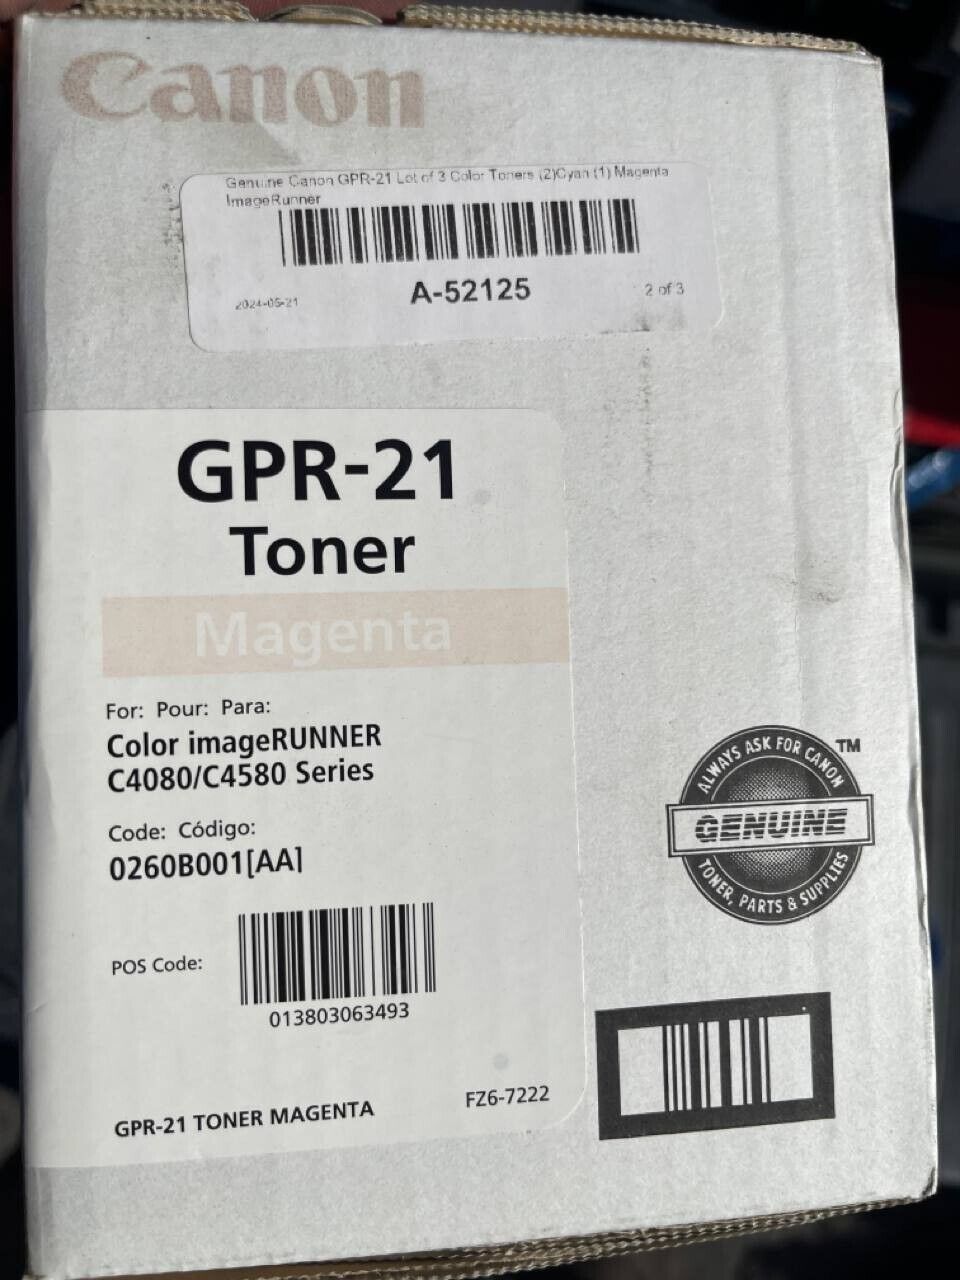 Canon
Genuine Canon GPR-21 Lot of 3 Color Toners (2)Cyan (1) Magenta
ImageRunner
2024-05-21
A-52125
2 of 3
GPR-21
Toner
Magenta
For: Pour: Para:
Color imageRUNNER
C4080/C4580 Series
Code: Código:
0260B001[AA]
POS Code:
013803063493
GPR-21 TONER MAGENTA
FZ6-7222
ALWAYS ASK FOR CANON
TM
GENUINE
TONER, PARTS & SUPPLIES